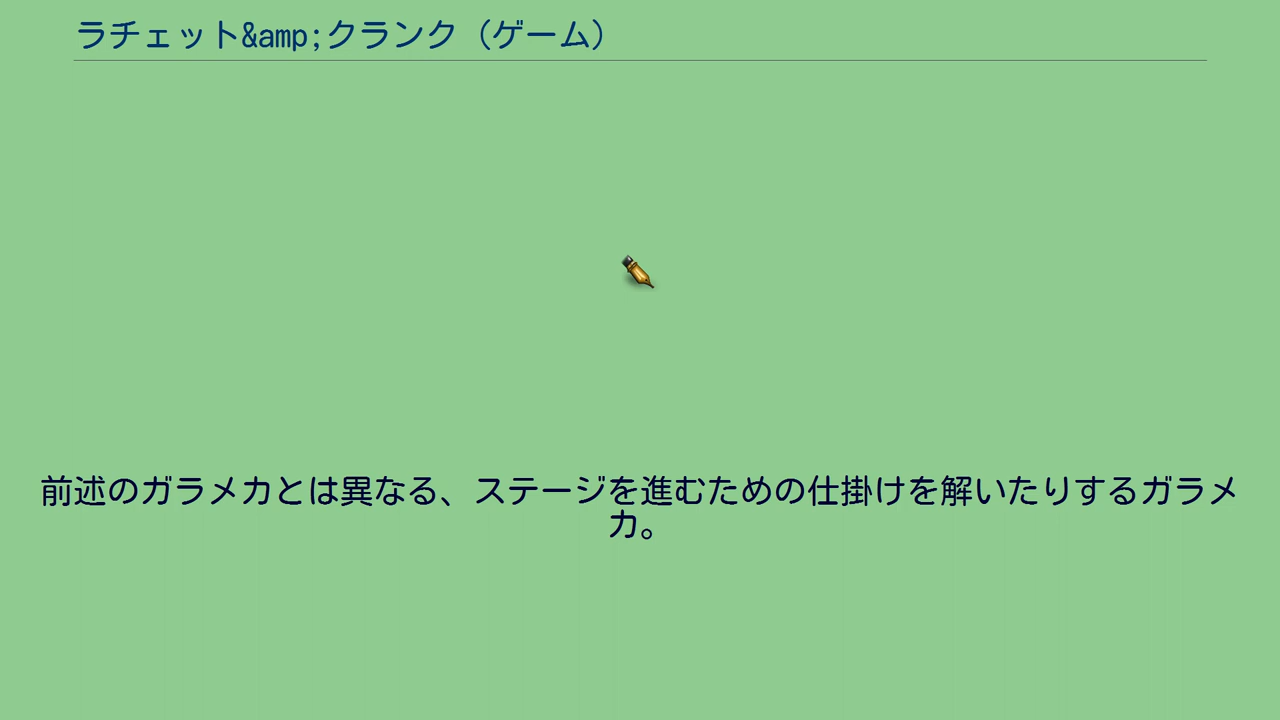 ラチェット&amp;クランク（ゲーム）
前述のガラメカとは異なる、ステージを進むための仕掛けを解いたりするガラメ
カ。